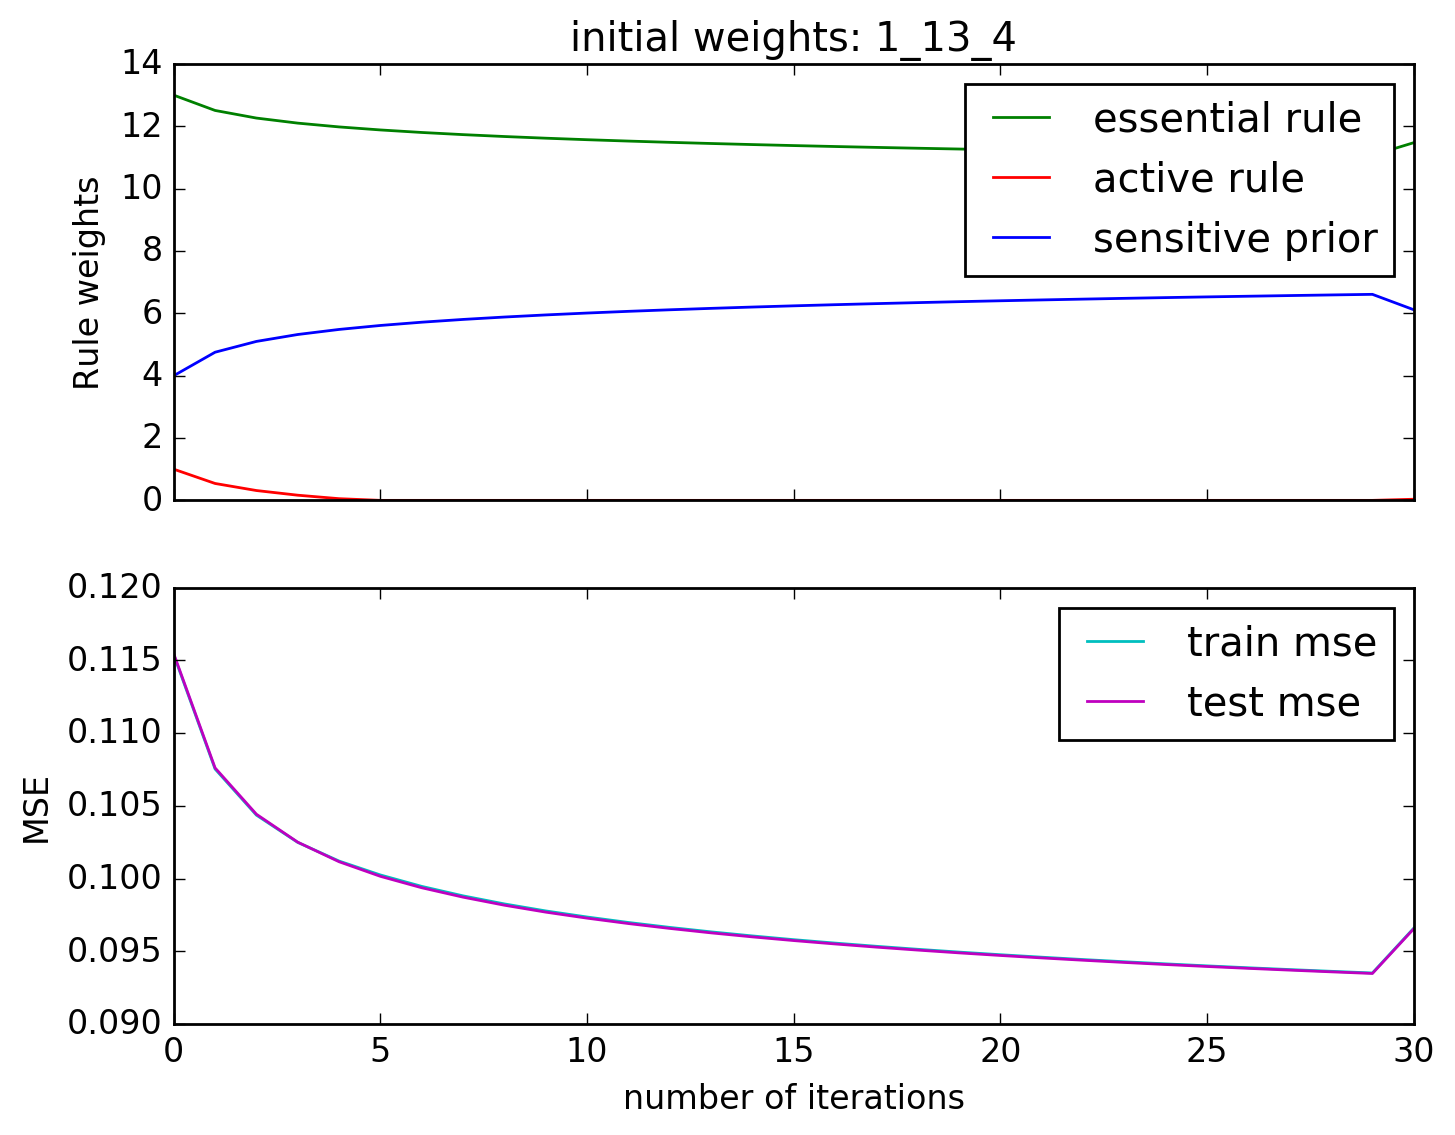 initial weights: 1_13_4
14
12
10
8
6
4
2
0
Rule weights
essential rule
active rule
sensitive prior
0.120
0.115
0.110
0.105
0.100
0.095
0.090
MSE
train mse
test mse
0 5 10 15 20 25 30
number of iterations